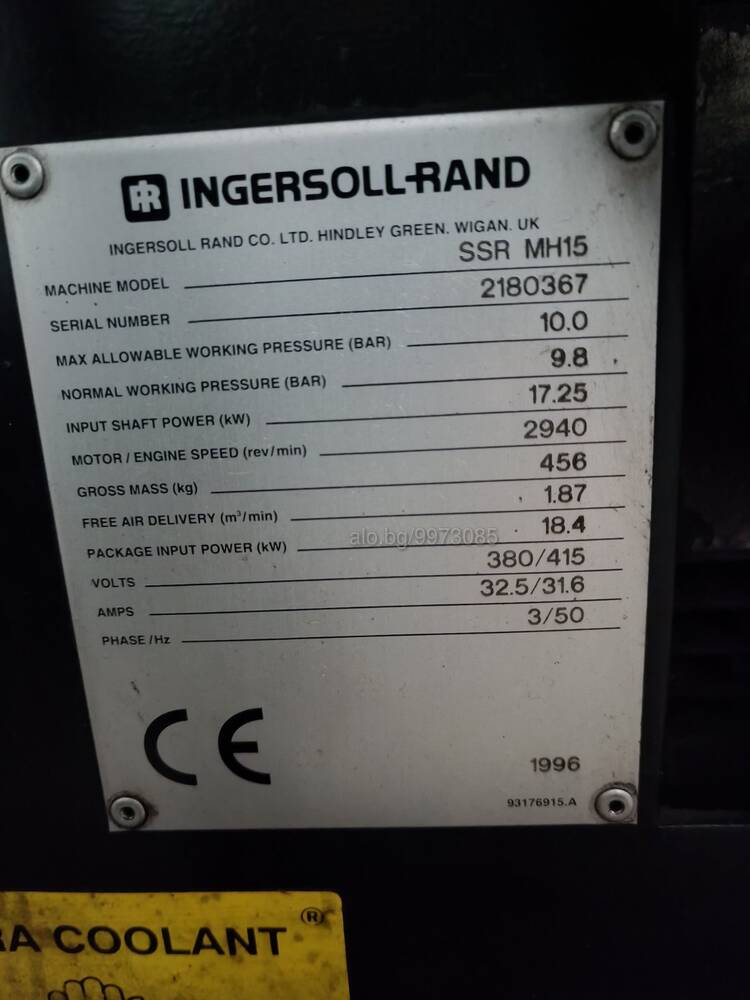 IR INGERSOLL-RAND
INGERSOLL RAND CO. LTD. HINDLEY GREEN. WIGAN. UK
MACHINE MODEL SSR MH15
SERIAL NUMBER 2180367
MAX ALLOWABLE WORKING PRESSURE (BAR) 10.0
NORMAL WORKING PRESSURE (BAR) 9.8
INPUT SHAFT POWER (kW) 17.25
MOTOR / ENGINE SPEED (rev/min) 2940
GROSS MASS (kg) 456
FREE AIR DELIVERY (m³/min) 1.87
PACKAGE INPUT POWER (kW) 18.4
VOLTS 380/415
AMPS 32.5/31.6
PHASE/Hz 3/50
alo.bg/9973085
CE
1996
93176915.A
RA COOLANT ®